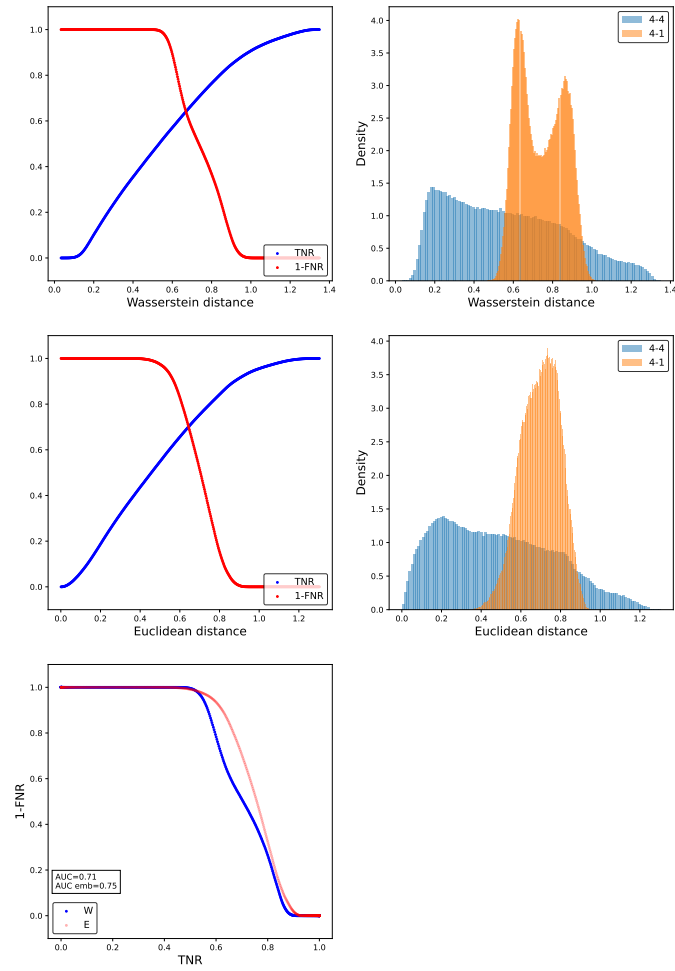 1.0
0.8
0.6
0.4
0.2
0.0
0.0 0.2 0.4 0.6 0.8 1.0 1.2 1.4
Wasserstein distance
TNR
1-FNR
4.0
3.5
3.0
2.5
2.0
1.5
1.0
0.5
0.0
Density
0.0 0.2 0.4 0.6 0.8 1.0 1.2 1.4
Wasserstein distance
4-4
4-1
1.0
0.8
0.6
0.4
0.2
0.0
0.0 0.2 0.4 0.6 0.8 1.0 1.2
Euclidean distance
TNR
1-FNR
4.0
3.5
3.0
2.5
2.0
1.5
1.0
0.5
0.0
Density
0.0 0.2 0.4 0.6 0.8 1.0 1.2
Euclidean distance
4-4
4-1
1.0
0.8
0.6
0.4
0.2
0.0
1-FNR
AUC=0.71
AUC emb=0.75
W
E
0.0 0.2 0.4 0.6 0.8 1.0
TNR